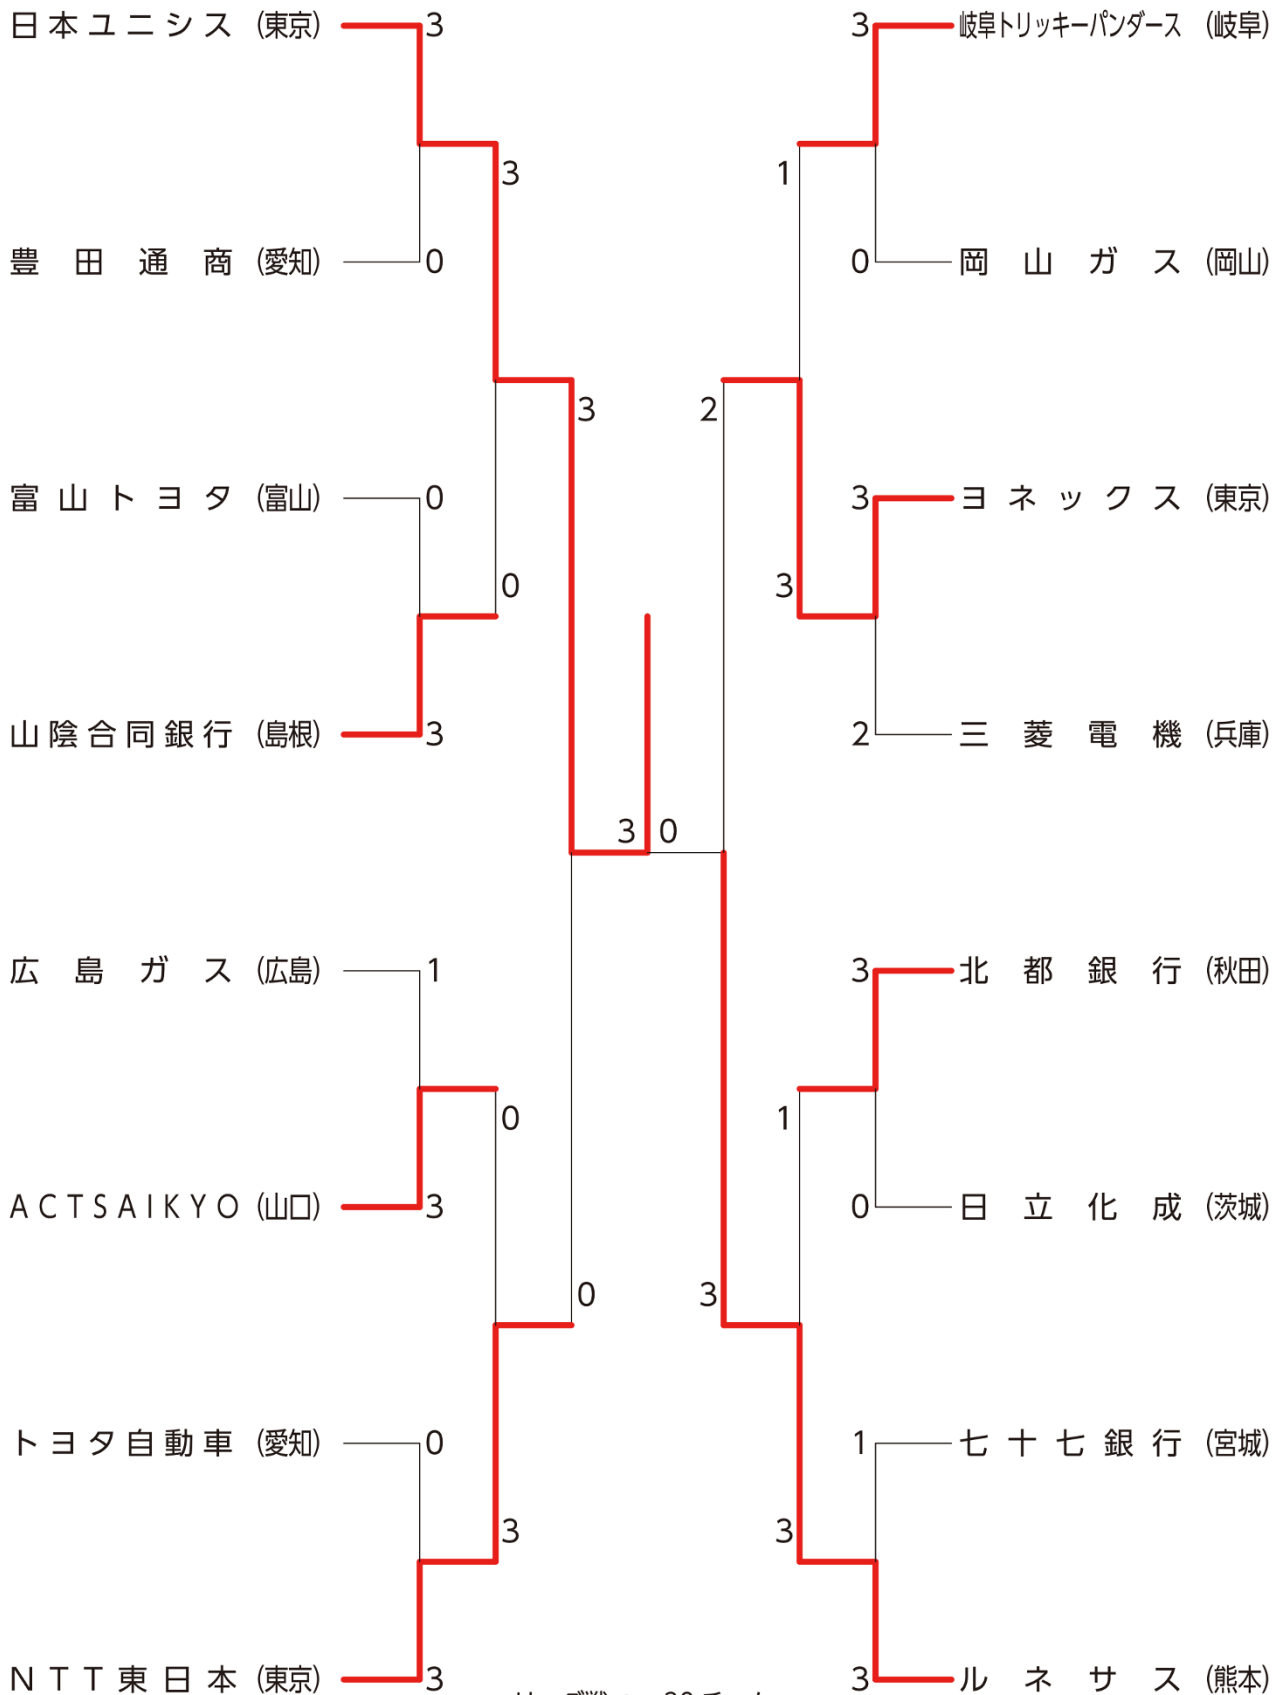 日本ユニシス (東京) 3
3 岐阜トリッキーパンダース (岐阜)
3
1
豊田通商 (愛知) 0
0 岡山ガス (岡山)
3
2
富山トヨタ (富山) 0
3 ヨネックス (東京)
0
3
山陰合同銀行 (島根) 3
2 三菱電機 (兵庫)
3 0
広島ガス (広島) 1
3 北都銀行 (秋田)
0
1
ACTSAIKYO (山口) 3
0 日立化成 (茨城)
0
3
トヨタ自動車 (愛知) 0
1 七十七銀行 (宮城)
3
3
NTT東日本 (東京) 3
3 ルネサス (熊本)